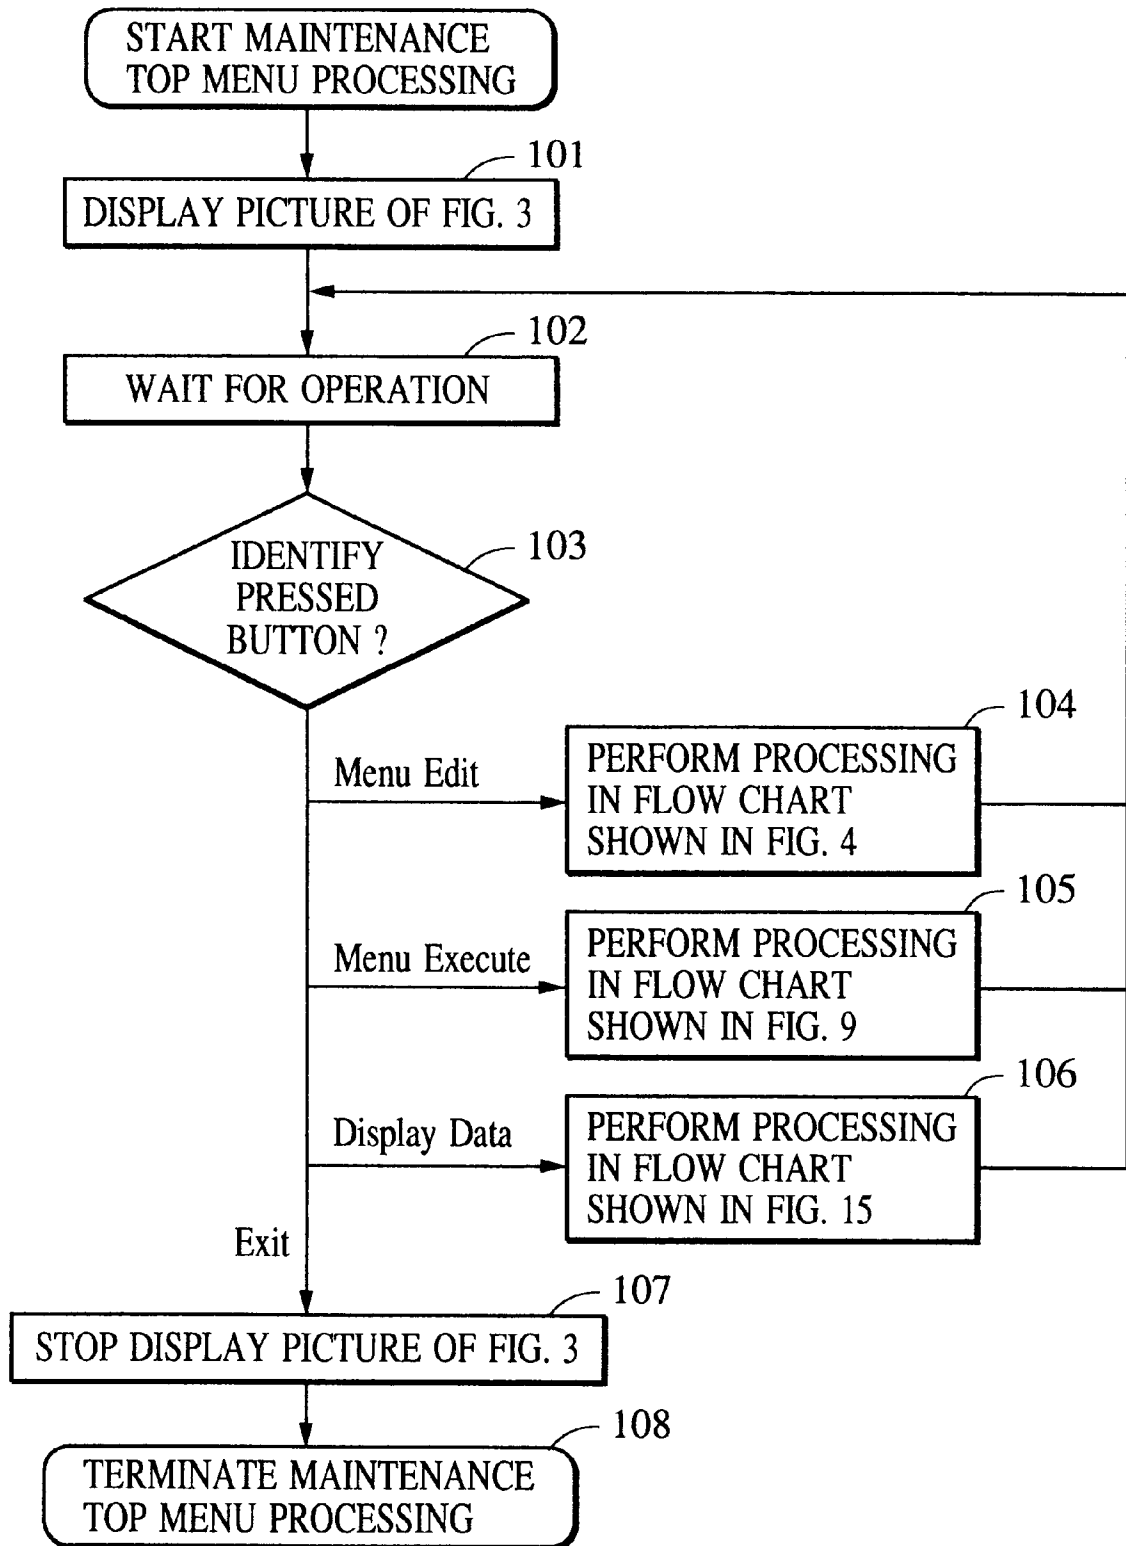 START MAINTENANCE
TOP MENU PROCESSING
101
DISPLAY PICTURE OF FIG. 3
102
WAIT FOR OPERATION
103
IDENTIFY
PRESSED
BUTTON ?
104
Menu Edit
PERFORM PROCESSING
IN FLOW CHART
SHOWN IN FIG. 4
105
Menu Execute
PERFORM PROCESSING
IN FLOW CHART
SHOWN IN FIG. 9
106
Display Data
PERFORM PROCESSING
IN FLOW CHART
SHOWN IN FIG. 15
Exit
107
STOP DISPLAY PICTURE OF FIG. 3
108
TERMINATE MAINTENANCE
TOP MENU PROCESSING